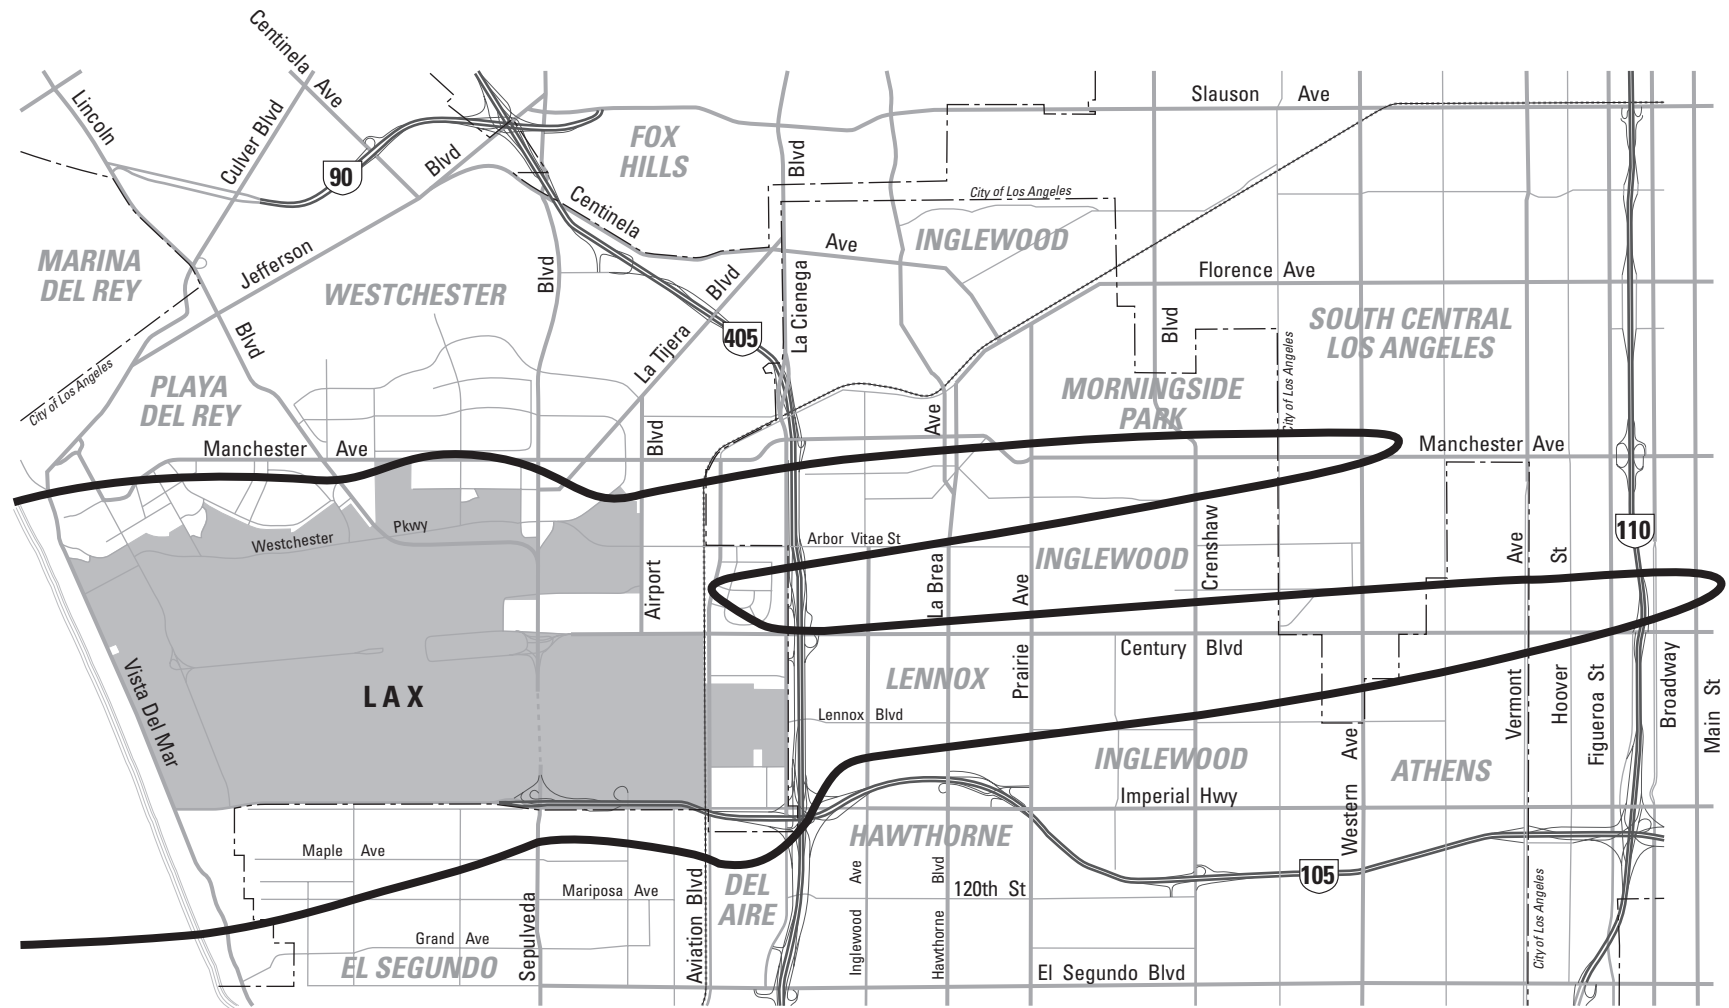 Centinela Ave
Lincoln
Culver Blvd
Slauson Ave
FOX
HILLS
Blvd
Blvd
90
City of Los Angeles
Centinela
Ave
INGLEWOOD
MARINA
DEL REY
Jefferson
WESTCHESTER
Blvd
Blvd
La Cienega
Florence Ave
Blvd
Blvd
405
La Tijera
SOUTH CENTRAL
LOS ANGELES
City of Los Angeles
City of Los Angeles
PLAYA
DEL REY
MORNINGSIDE
PARK
Ave
Blvd
Manchester Ave
Manchester Ave
Westchester
Pkwy
Arbor Vitae St
110
INGLEWOOD
Crenshaw
Ave
St
Airport
La Brea
Ave
Century Blvd
LENNOX
Prairie
LAX
Vista Del Mar
Lennox Blvd
Vermont
Hoover
Figueroa St
Broadway
Main St
INGLEWOOD
Ave
ATHENS
Imperial Hwy
Western
HAWTHORNE
Maple Ave
105
Mariposa Ave
DEL
AIRE
Ave
Blvd
120th St
Sepulveda
Aviation Blvd
Inglewood
Hawthorne
City of Los Angeles
Grand Ave
EL SEGUNDO
El Segundo Blvd